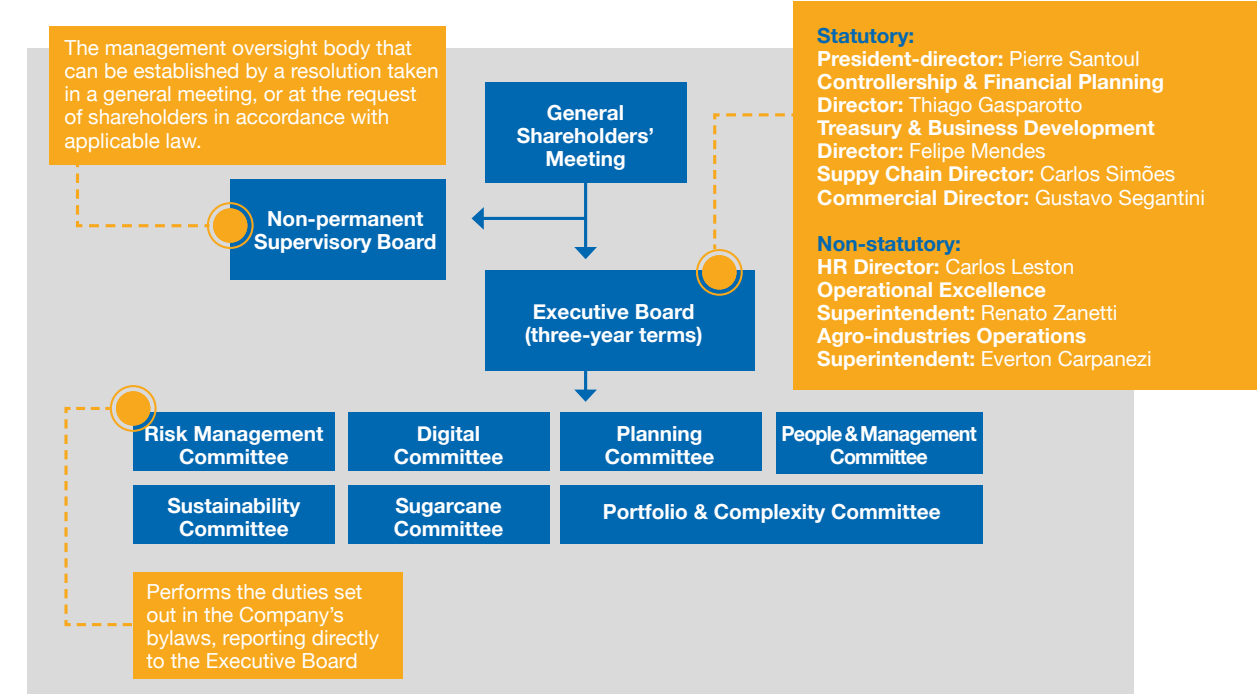 The management oversight body that
can be established by a resolution taken
in a general meeting, or at the request
of shareholders in accordance with
applicable law.
General
Shareholders'
Meeting
Statutory:
President-director: Pierre Santoul
Controllership & Financial Planning
Director: Thiago Gasparotto
Treasury & Business Development
Director: Felipe Mendes
Suppy Chain Director: Carlos Simões
Commercial Director: Gustavo Segantini
Non-statutory:
HR Director: Carlos Leston
Operational Excellence
Superintendent: Renato Zanetti
Agro-industries Operations
Superintendent: Everton Carpanezi
Non-permanent
Supervisory Board
Executive Board
(three-year terms)
Risk Management
Committee
Digital
Committee
Planning
Committee
People & Management
Committee
Sustainability
Committee
Sugarcane
Committee
Portfolio & Complexity Committee
Performs the duties set
out in the Company's
bylaws, reporting directly
to the Executive Board